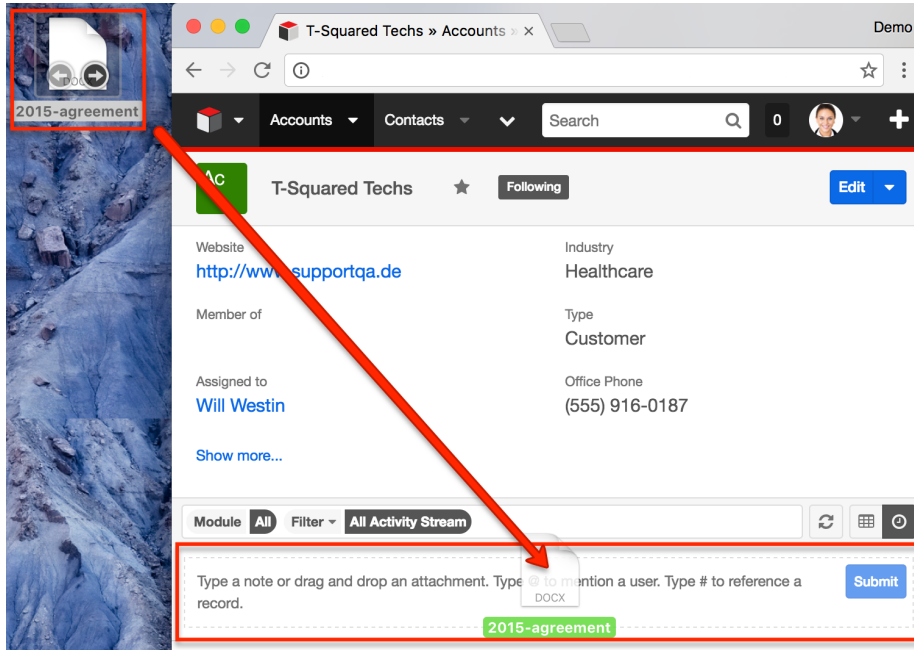 DOCX
2015-agreement
T-Squared Techs » Accounts »
Demo
Accounts
Contacts
Search
0
Ac
T-Squared Techs
Following
Edit
Website
Industry
http://www.supportqa.de
Healthcare
Member of
Type
Customer
Assigned to
Office Phone
Will Westin
(555) 916-0187
Show more...
Module All Filter All Activity Stream
Type a note or drag and drop an attachment. Type @ to mention a user. Type # to reference a
record.
Submit
DOCX
2015-agreement